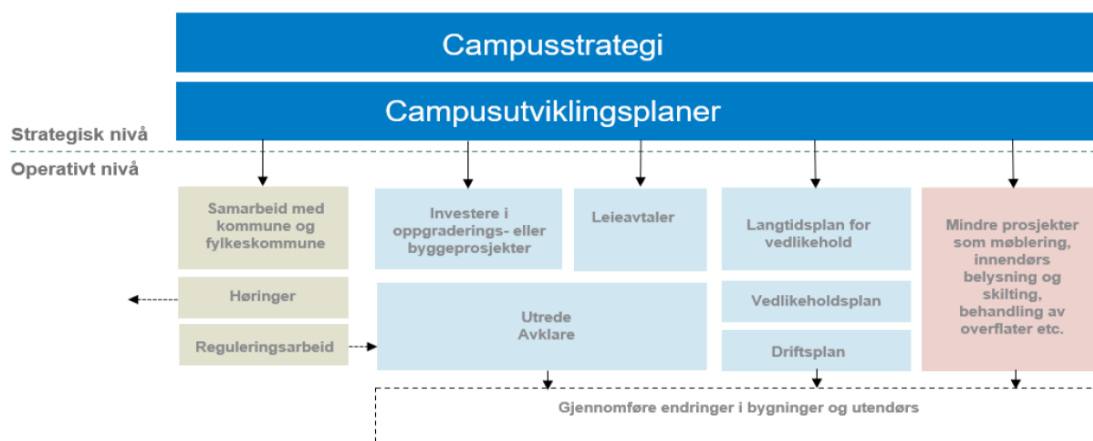 Campusstrategi
Campusutviklingsplaner
Strategisk nivå
Operativt nivå
Samarbeid med
kommune og
fylkeskommune
Høringer
Reguleringsarbeid
Investere i
oppgraderings- eller
byggeprosjekter
Leieavtaler
Utrede
Avklare
Langtidsplan for
vedlikehold
Vedlikeholdsplan
Driftsplan
Mindre prosjekter
som møblering,
innendørs
belysning og
skilting,
behandling av
overflater etc.
Gjennomføre endringer i bygninger og utendørs